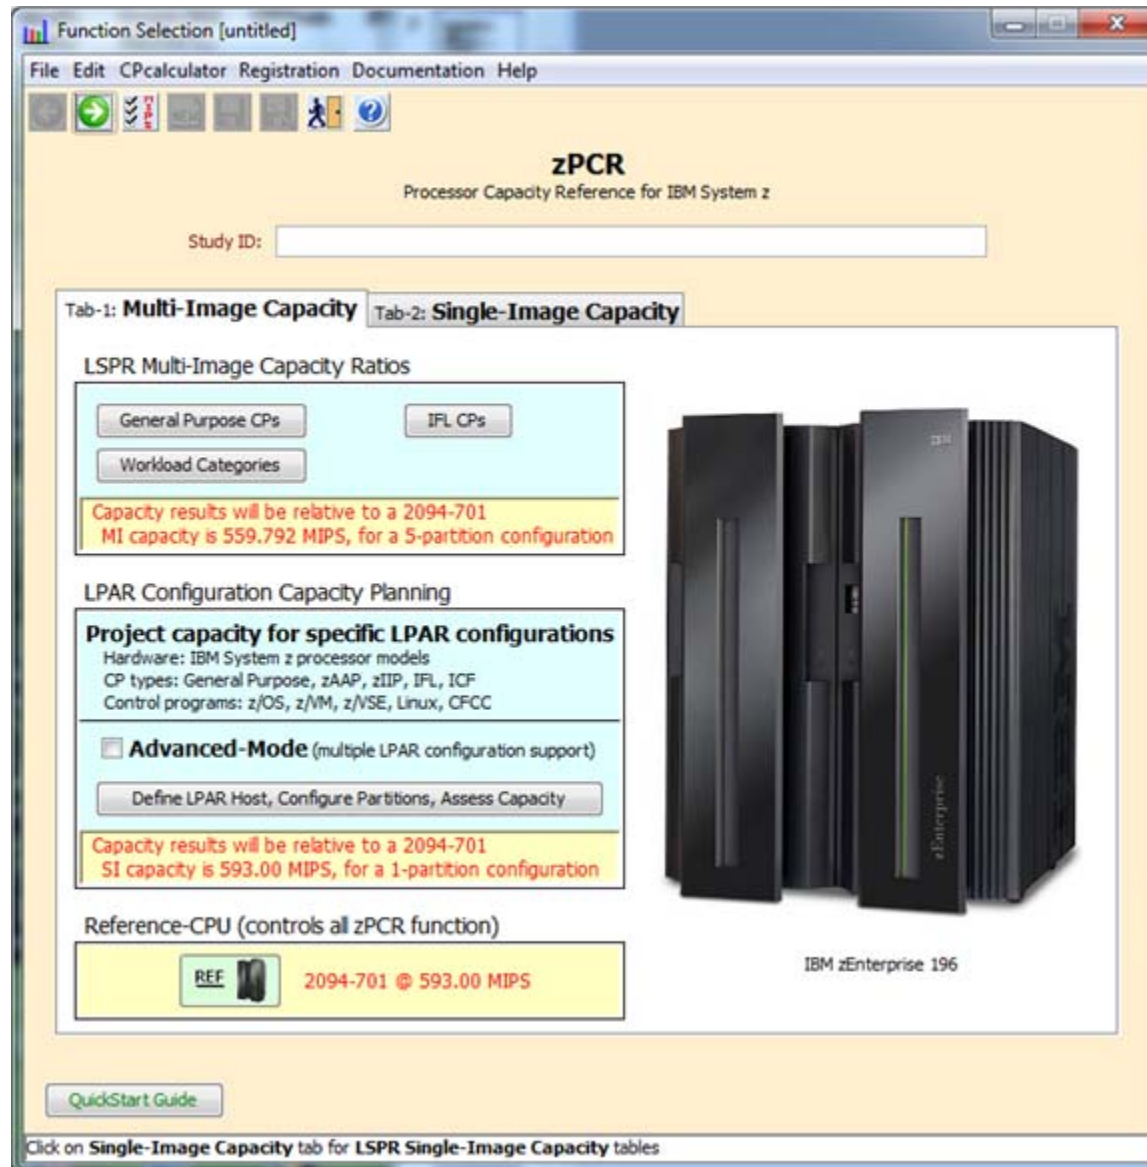 Function Selection [untitled]
File Edit CPcalculator Registration Documentation Help
MIPS
NEW
zPCR
Processor Capacity Reference for IBM System z
Study ID:
Tab-1: Multi-Image Capacity Tab-2: Single-Image Capacity
LSPR Multi-Image Capacity Ratios
General Purpose CPs IFL CPs
Workload Categories
Capacity results will be relative to a 2094-701
MI capacity is 559.792 MIPS, for a 5-partition configuration
LPAR Configuration Capacity Planning
Project capacity for specific LPAR configurations
Hardware: IBM System z processor models
CP types: General Purpose, zAAP, zIIP, IFL, ICF
Control programs: z/OS, z/VM, z/VSE, Linux, CFCC
Advanced-Mode (multiple LPAR configuration support)
Define LPAR Host, Configure Partitions, Assess Capacity
Capacity results will be relative to a 2094-701
SI capacity is 593.00 MIPS, for a 1-partition configuration
Reference-CPU (controls all zPCR function)
REF 2094-701 @ 593.00 MIPS
IBM
zEnterprise
IBM zEnterprise 196
QuickStart Guide
Click on Single-Image Capacity tab for LSPR Single-Image Capacity tables